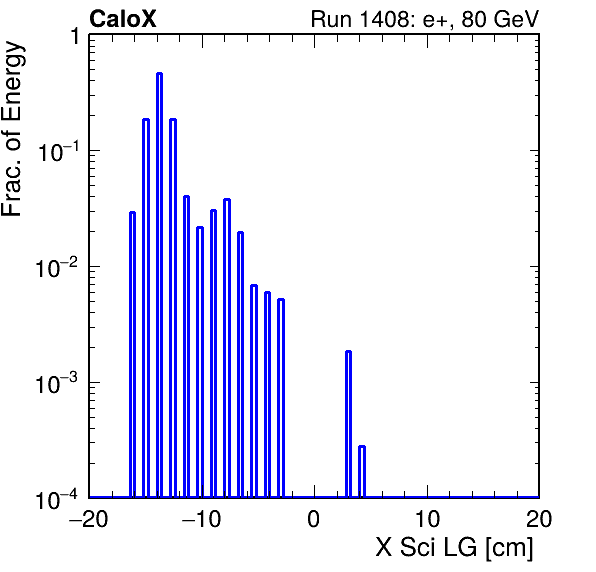 CaloX Run 1408: e+, 80 GeV
Frac. of Energy
1
10⁻¹
10⁻²
10⁻³
10⁻⁴
−20 −10 0 10 20
X Sci LG [cm]